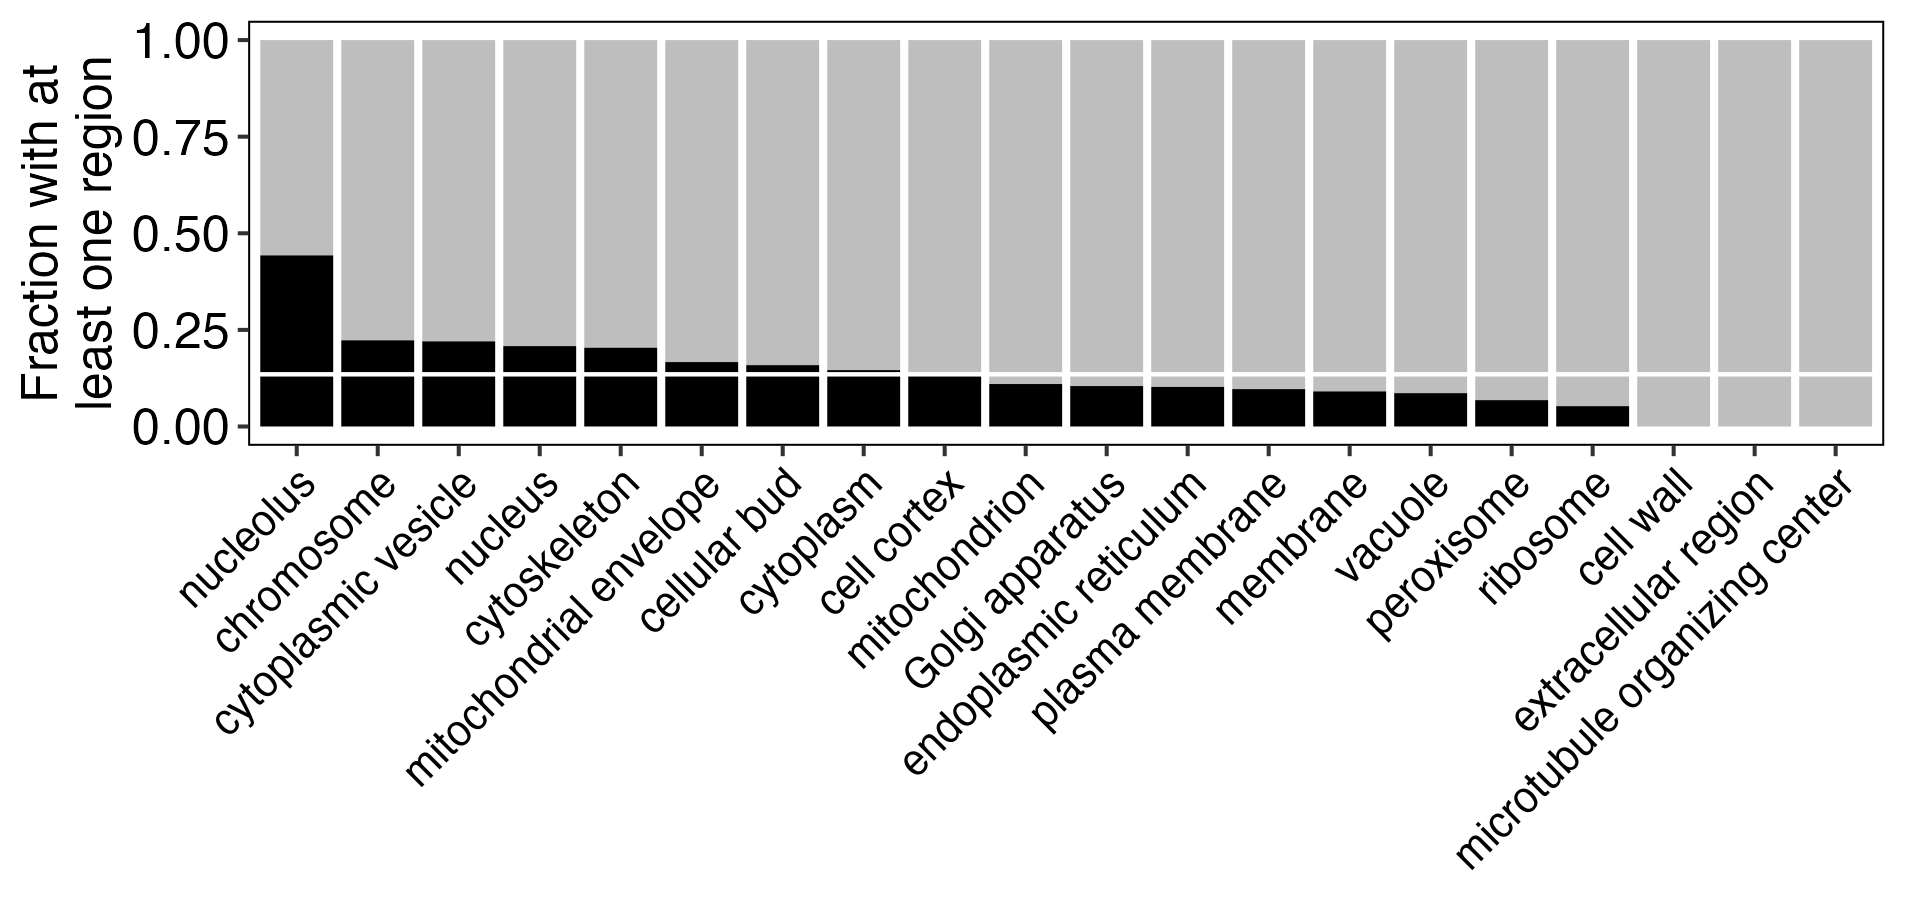 Fraction with at
least one region
1.00
0.75
0.50
0.25
0.00
nucleolus
chromosome
cytoplasmic vesicle
nucleus
cytoskeleton
mitochondrial envelope
cellular bud
cytoplasm
cell cortex
mitochondrion
Golgi apparatus
endoplasmic reticulum
plasma membrane
membrane
vacuole
peroxisome
ribosome
cell wall
extracellular region
microtubule organizing center